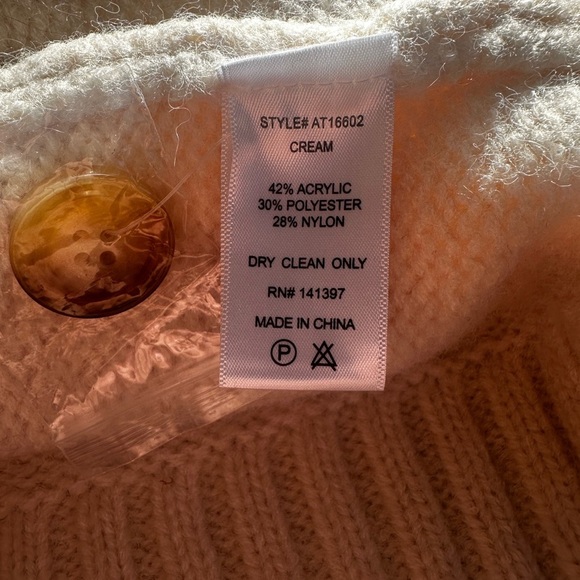 STYLE# AT16602
CREAM
42% ACRYLIC
30% POLYESTER
28% NYLON
DRY CLEAN ONLY
RN# 141397
MADE IN CHINA
P